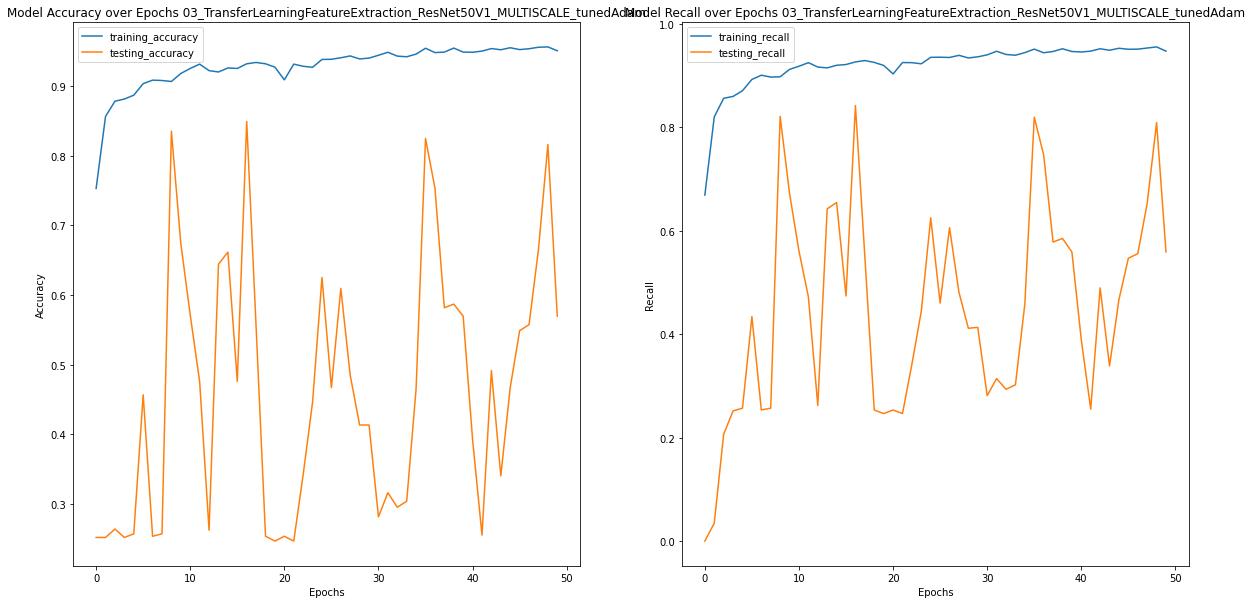 Model Accuracy over Epochs 03_TransferLearningFeatureExtraction_ResNet50V1_MULTISCALE_tunedAdam
training_accuracy
testing_accuracy
0.9
0.8
0.7
0.6
0.5
0.4
0.3
Accuracy
0 10 20 30 40 50
Epochs
Model Recall over Epochs 03_TransferLearningFeatureExtraction_ResNet50V1_MULTISCALE_tunedAdam
training_recall
testing_recall
1.0
0.8
0.6
0.4
0.2
0.0
Recall
0 10 20 30 40 50
Epochs